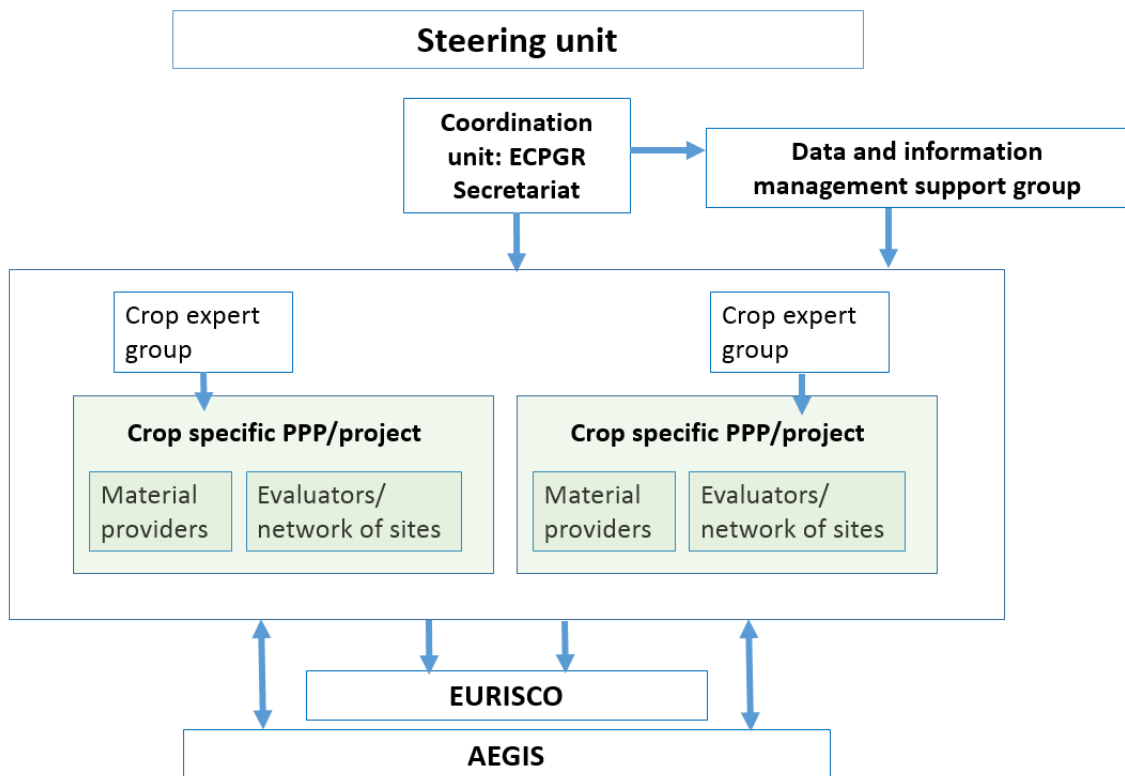 Steering unit
Coordination
unit: ECPGR
Secretariat
Data and information
management support group
Crop expert
group
Crop expert
group
Crop specific PPP/project
Material
providers
Evaluators/
network of sites
Crop specific PPP/project
Material
providers
Evaluators/
network of sites
EURISCO
AEGIS